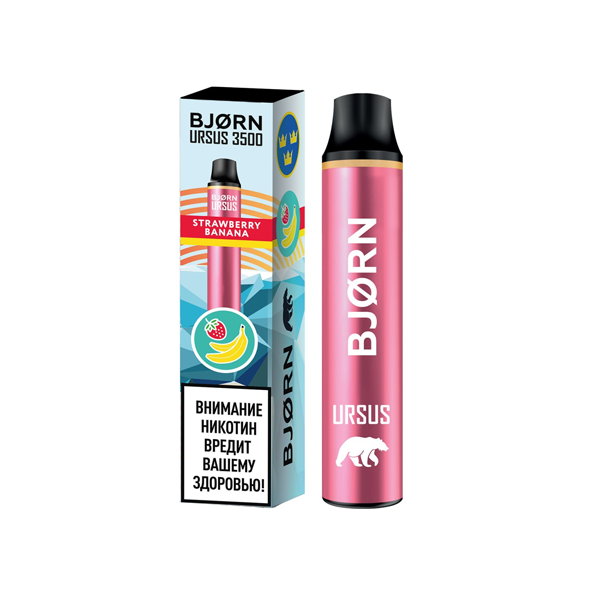 BJØRN
URSUS 3500
BJØRN
URSUS
STRAWBERRY
BANANA
ВНИМАНИЕ
НИКОТИН
ВРЕДИТ
ВАШЕМУ
ЗДОРОВЬЮ!
BJØRN
BJØRN
URSUS